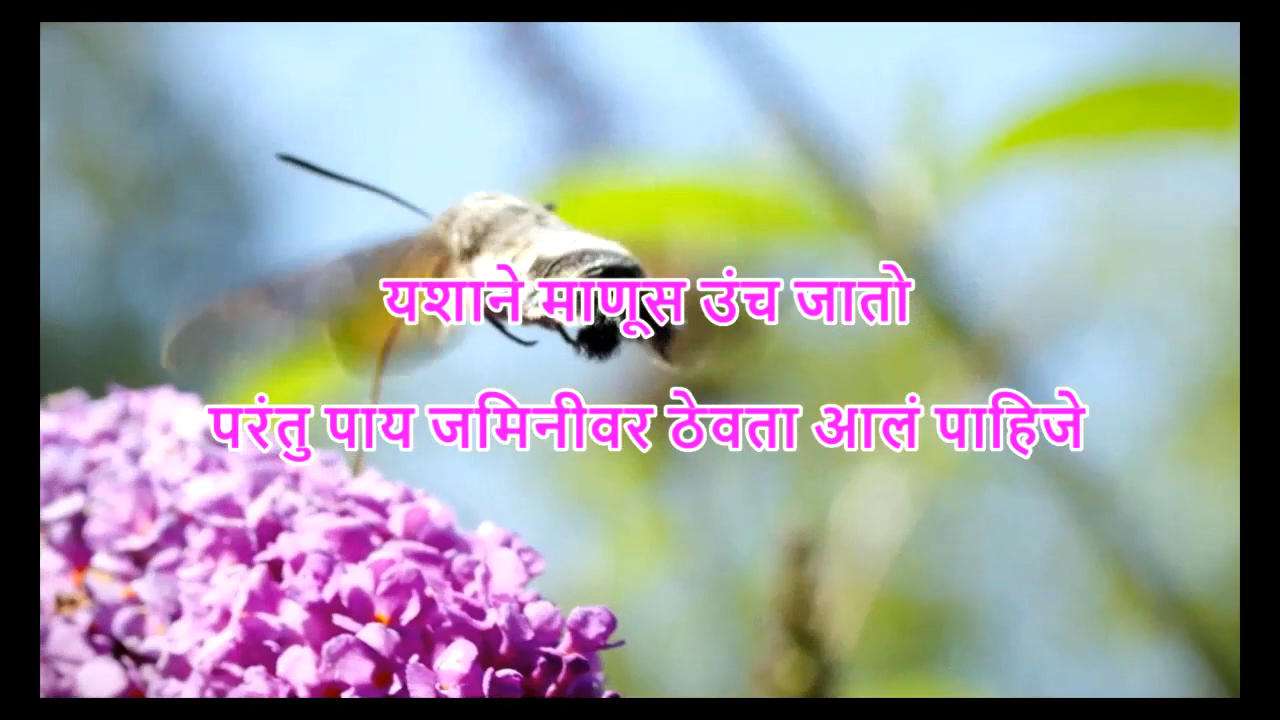 यशाने माणूस उंच जातो
परंतु पाय जमिनीवर ठेवता आलं पाहिजे